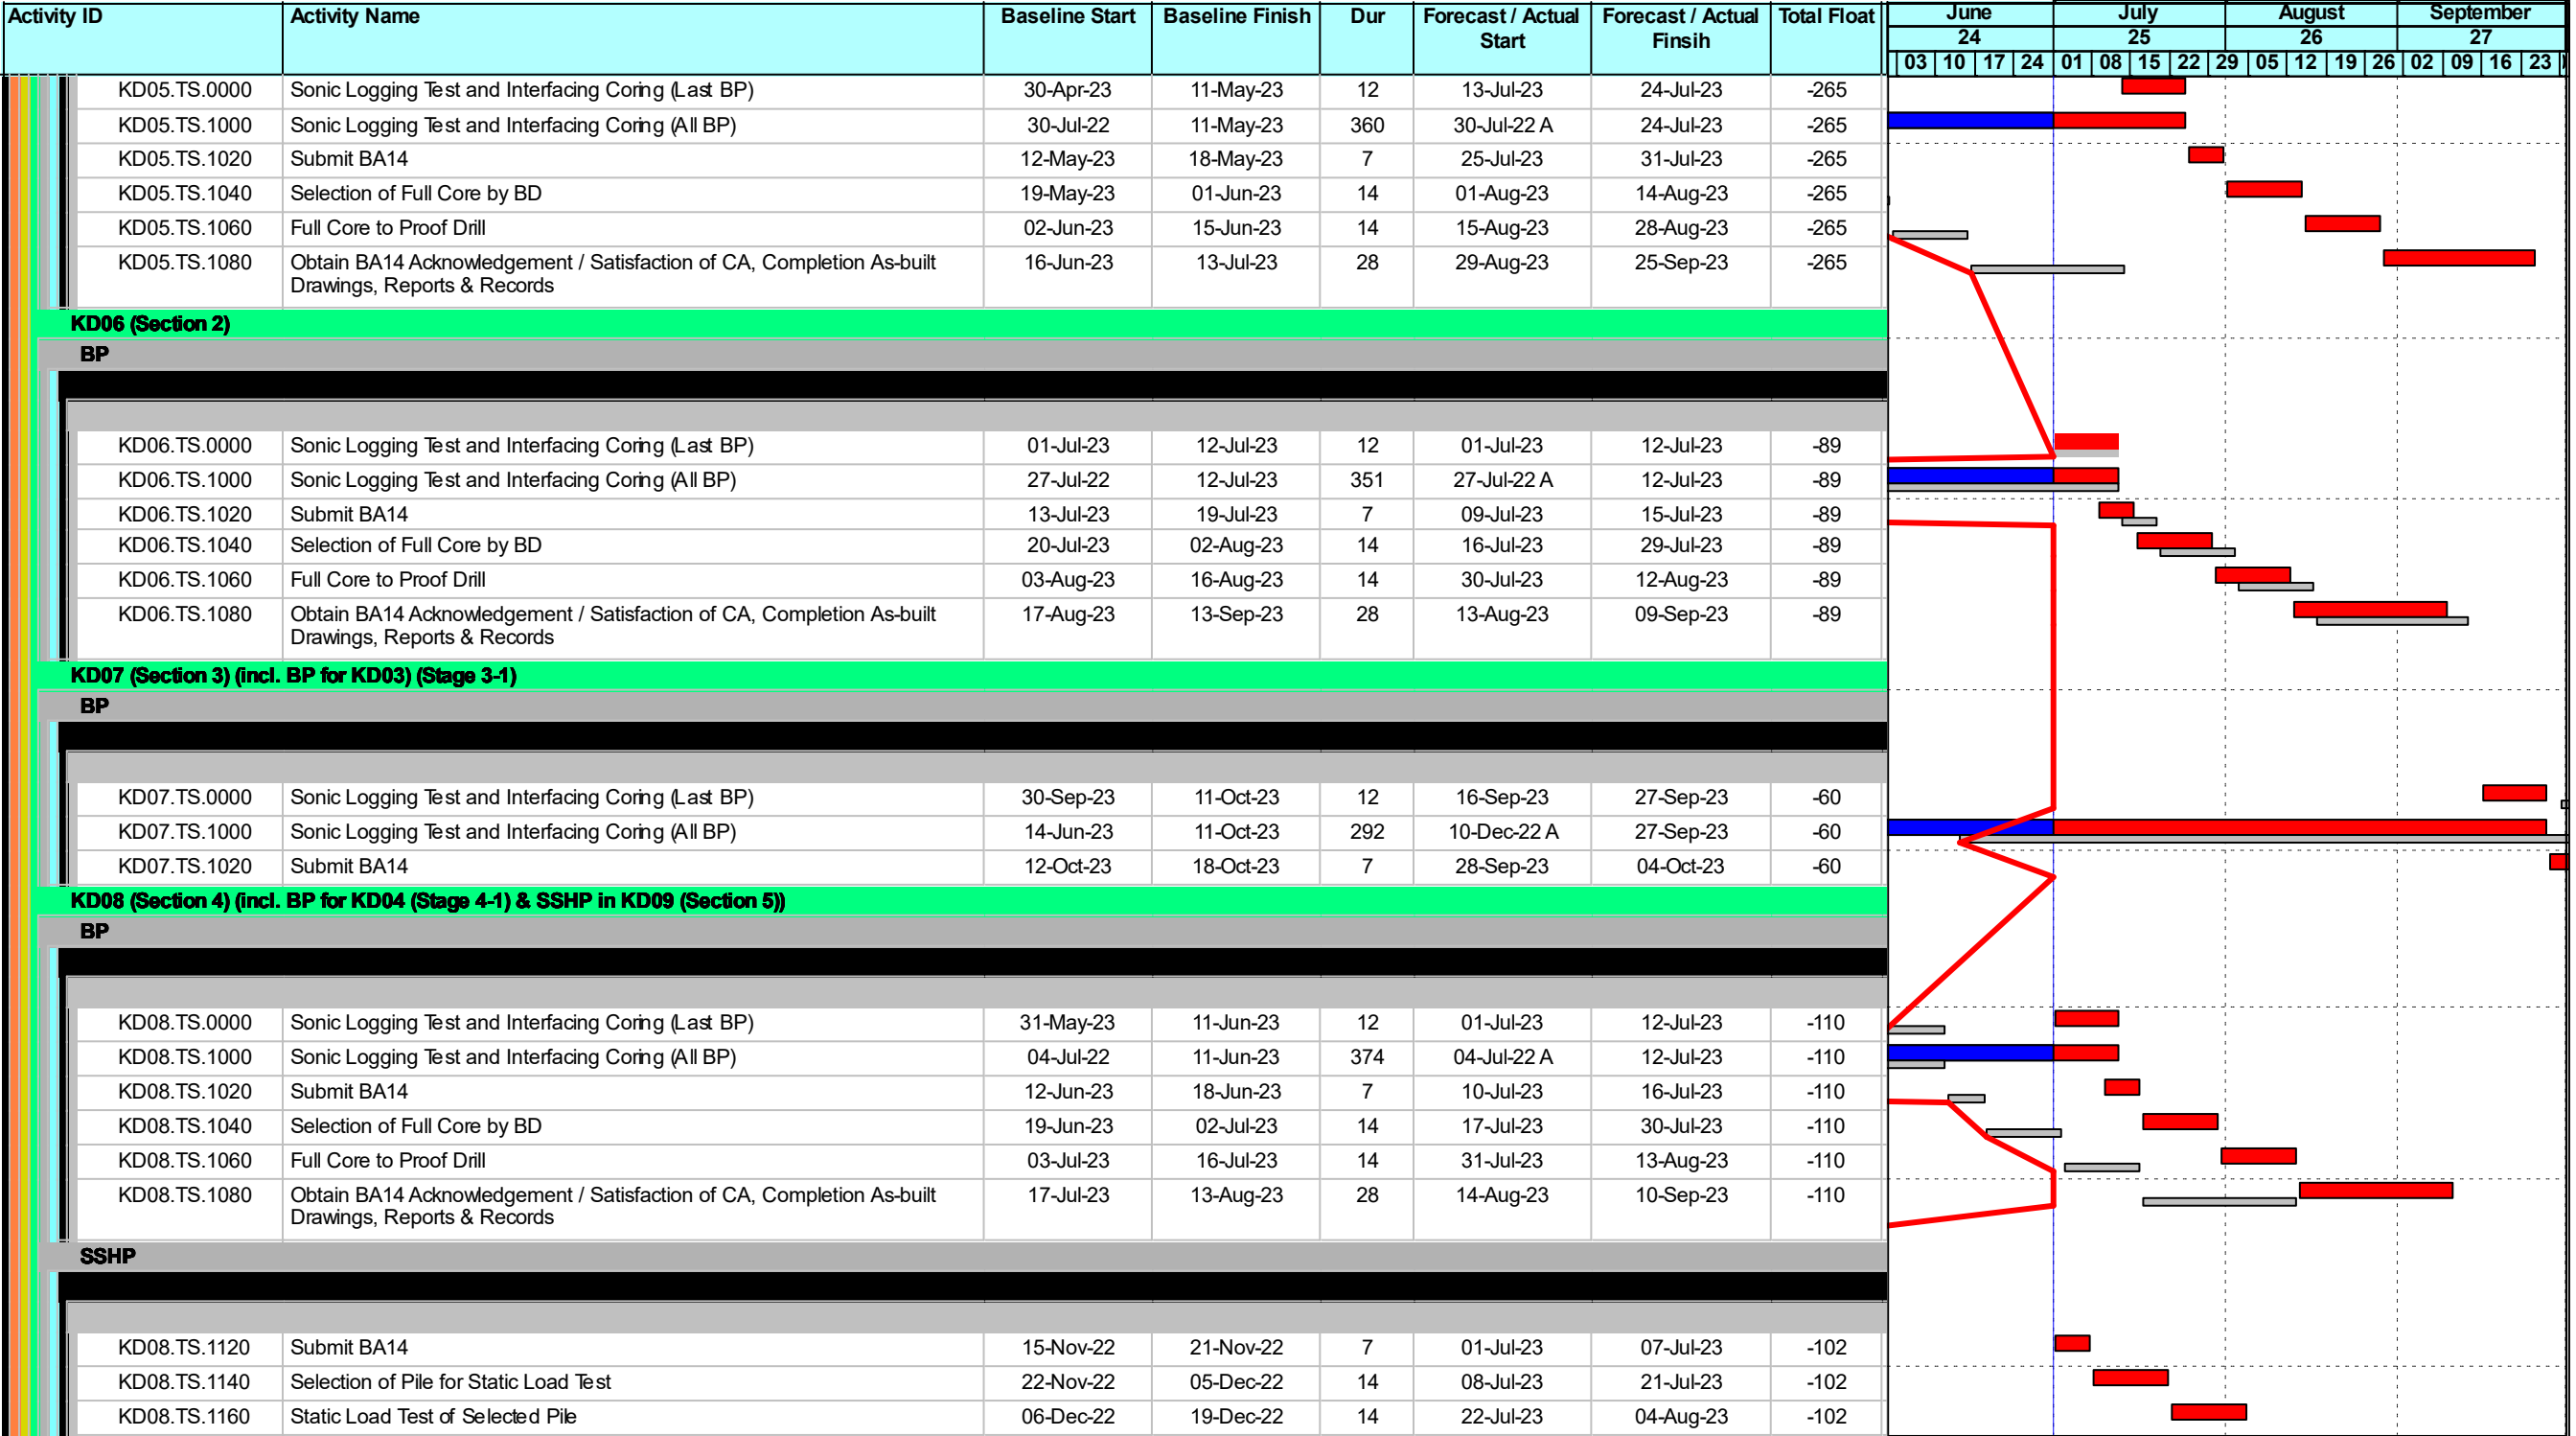 Activity ID Activity Name Baseline Start Baseline Finish Dur Forecast / Actual Start Forecast / Actual Finsih Total Float June July August September
24 25 26 27
03 10 17 24 01 08 15 22 29 05 12 19 26 02 09 16 23
KD05.TS.0000 Sonic Logging Test and Interfacing Coring (Last BP) 30-Apr-23 11-May-23 12 13-Jul-23 24-Jul-23 -265
KD05.TS.1000 Sonic Logging Test and Interfacing Coring (All BP) 30-Jul-22 11-May-23 360 30-Jul-22 A 24-Jul-23 -265
KD05.TS.1020 Submit BA14 12-May-23 18-May-23 7 25-Jul-23 31-Jul-23 -265
KD05.TS.1040 Selection of Full Core by BD 19-May-23 01-Jun-23 14 01-Aug-23 14-Aug-23 -265
KD05.TS.1060 Full Core to Proof Drill 02-Jun-23 15-Jun-23 14 15-Aug-23 28-Aug-23 -265
KD05.TS.1080 Obtain BA14 Acknowledgement / Satisfaction of CA, Completion As-built 16-Jun-23 13-Jul-23 28 29-Aug-23 25-Sep-23 -265
Drawings, Reports & Records
KD06 (Section 2)
BP
KD06.TS.0000 Sonic Logging Test and Interfacing Coring (Last BP) 01-Jul-23 12-Jul-23 12 01-Jul-23 12-Jul-23 -89
KD06.TS.1000 Sonic Logging Test and Interfacing Coring (All BP) 27-Jul-22 12-Jul-23 351 27-Jul-22 A 12-Jul-23 -89
KD06.TS.1020 Submit BA14 13-Jul-23 19-Jul-23 7 09-Jul-23 15-Jul-23 -89
KD06.TS.1040 Selection of Full Core by BD 20-Jul-23 02-Aug-23 14 16-Jul-23 29-Jul-23 -89
KD06.TS.1060 Full Core to Proof Drill 03-Aug-23 16-Aug-23 14 30-Jul-23 12-Aug-23 -89
KD06.TS.1080 Obtain BA14 Acknowledgement / Satisfaction of CA, Completion As-built 17-Aug-23 13-Sep-23 28 13-Aug-23 09-Sep-23 -89
Drawings, Reports & Records
KD07 (Section 3) (incl. BP for KD03) (Stage 3-1)
BP
KD07.TS.0000 Sonic Logging Test and Interfacing Coring (Last BP) 30-Sep-23 11-Oct-23 12 16-Sep-23 27-Sep-23 -60
KD07.TS.1000 Sonic Logging Test and Interfacing Coring (All BP) 14-Jun-23 11-Oct-23 292 10-Dec-22 A 27-Sep-23 -60
KD07.TS.1020 Submit BA14 12-Oct-23 18-Oct-23 7 28-Sep-23 04-Oct-23 -60
KD08 (Section 4) (incl. BP for KD04 (Stage 4-1) & SSHP in KD09 (Section 5))
BP
KD08.TS.0000 Sonic Logging Test and Interfacing Coring (Last BP) 31-May-23 11-Jun-23 12 01-Jul-23 12-Jul-23 -110
KD08.TS.1000 Sonic Logging Test and Interfacing Coring (All BP) 04-Jul-22 11-Jun-23 374 04-Jul-22 A 12-Jul-23 -110
KD08.TS.1020 Submit BA14 12-Jun-23 18-Jun-23 7 10-Jul-23 16-Jul-23 -110
KD08.TS.1040 Selection of Full Core by BD 19-Jun-23 02-Jul-23 14 17-Jul-23 30-Jul-23 -110
KD08.TS.1060 Full Core to Proof Drill 03-Jul-23 16-Jul-23 14 31-Jul-23 13-Aug-23 -110
KD08.TS.1080 Obtain BA14 Acknowledgement / Satisfaction of CA, Completion As-built 17-Jul-23 13-Aug-23 28 14-Aug-23 10-Sep-23 -110
Drawings, Reports & Records
SSHP
KD08.TS.1120 Submit BA14 15-Nov-22 21-Nov-22 7 01-Jul-23 07-Jul-23 -102
KD08.TS.1140 Selection of Pile for Static Load Test 22-Nov-22 05-Dec-22 14 08-Jul-23 21-Jul-23 -102
KD08.TS.1160 Static Load Test of Selected Pile 06-Dec-22 19-Dec-22 14 22-Jul-23 04-Aug-23 -102